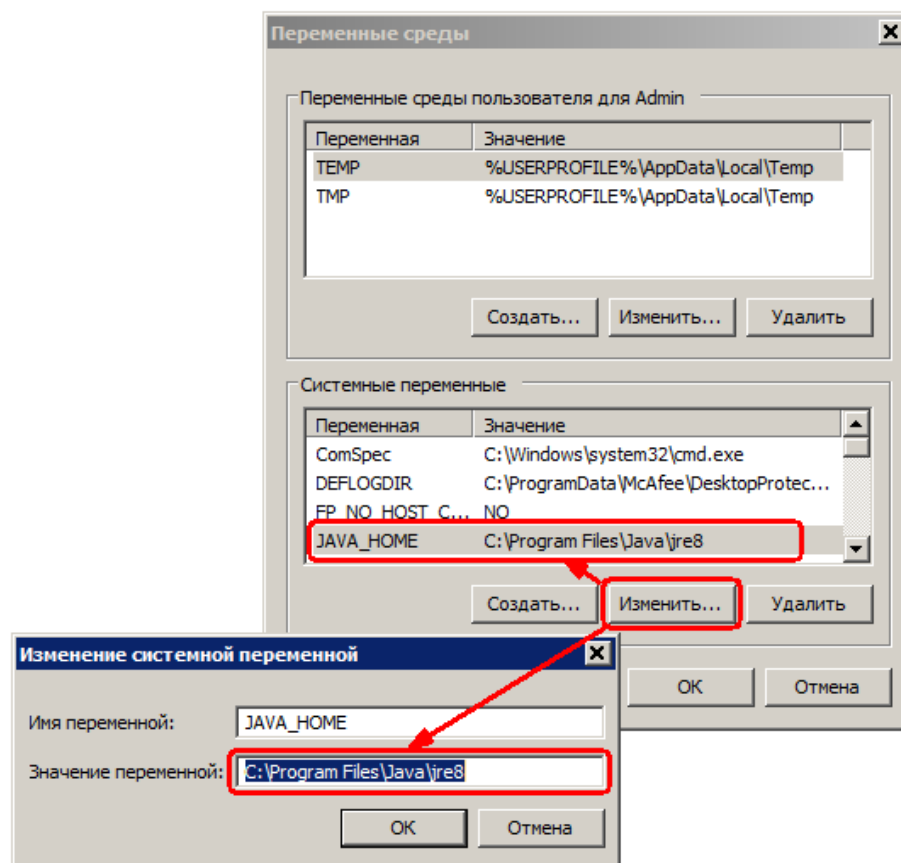 Переменные среды
Переменные среды пользователя для Admin
Переменная Значение
TEMP %USERPROFILE%\AppData\Local\Temp
TMP %USERPROFILE%\AppData\Local\Temp
Создать... Изменить... Удалить
Системные переменные
Переменная Значение
ComSpec C:\Windows\system32\cmd.exe
DEFLOGDIR C:\ProgramData\McAfee\DesktopProtec...
FP_NO_HOST_C... NO
JAVA_HOME C:\Program Files\Java\jre8
Создать... Изменить... Удалить
OK Отмена
Изменение системной переменной
Имя переменной: JAVA_HOME
Значение переменной: C:\Program Files\Java\jre8
OK Отмена